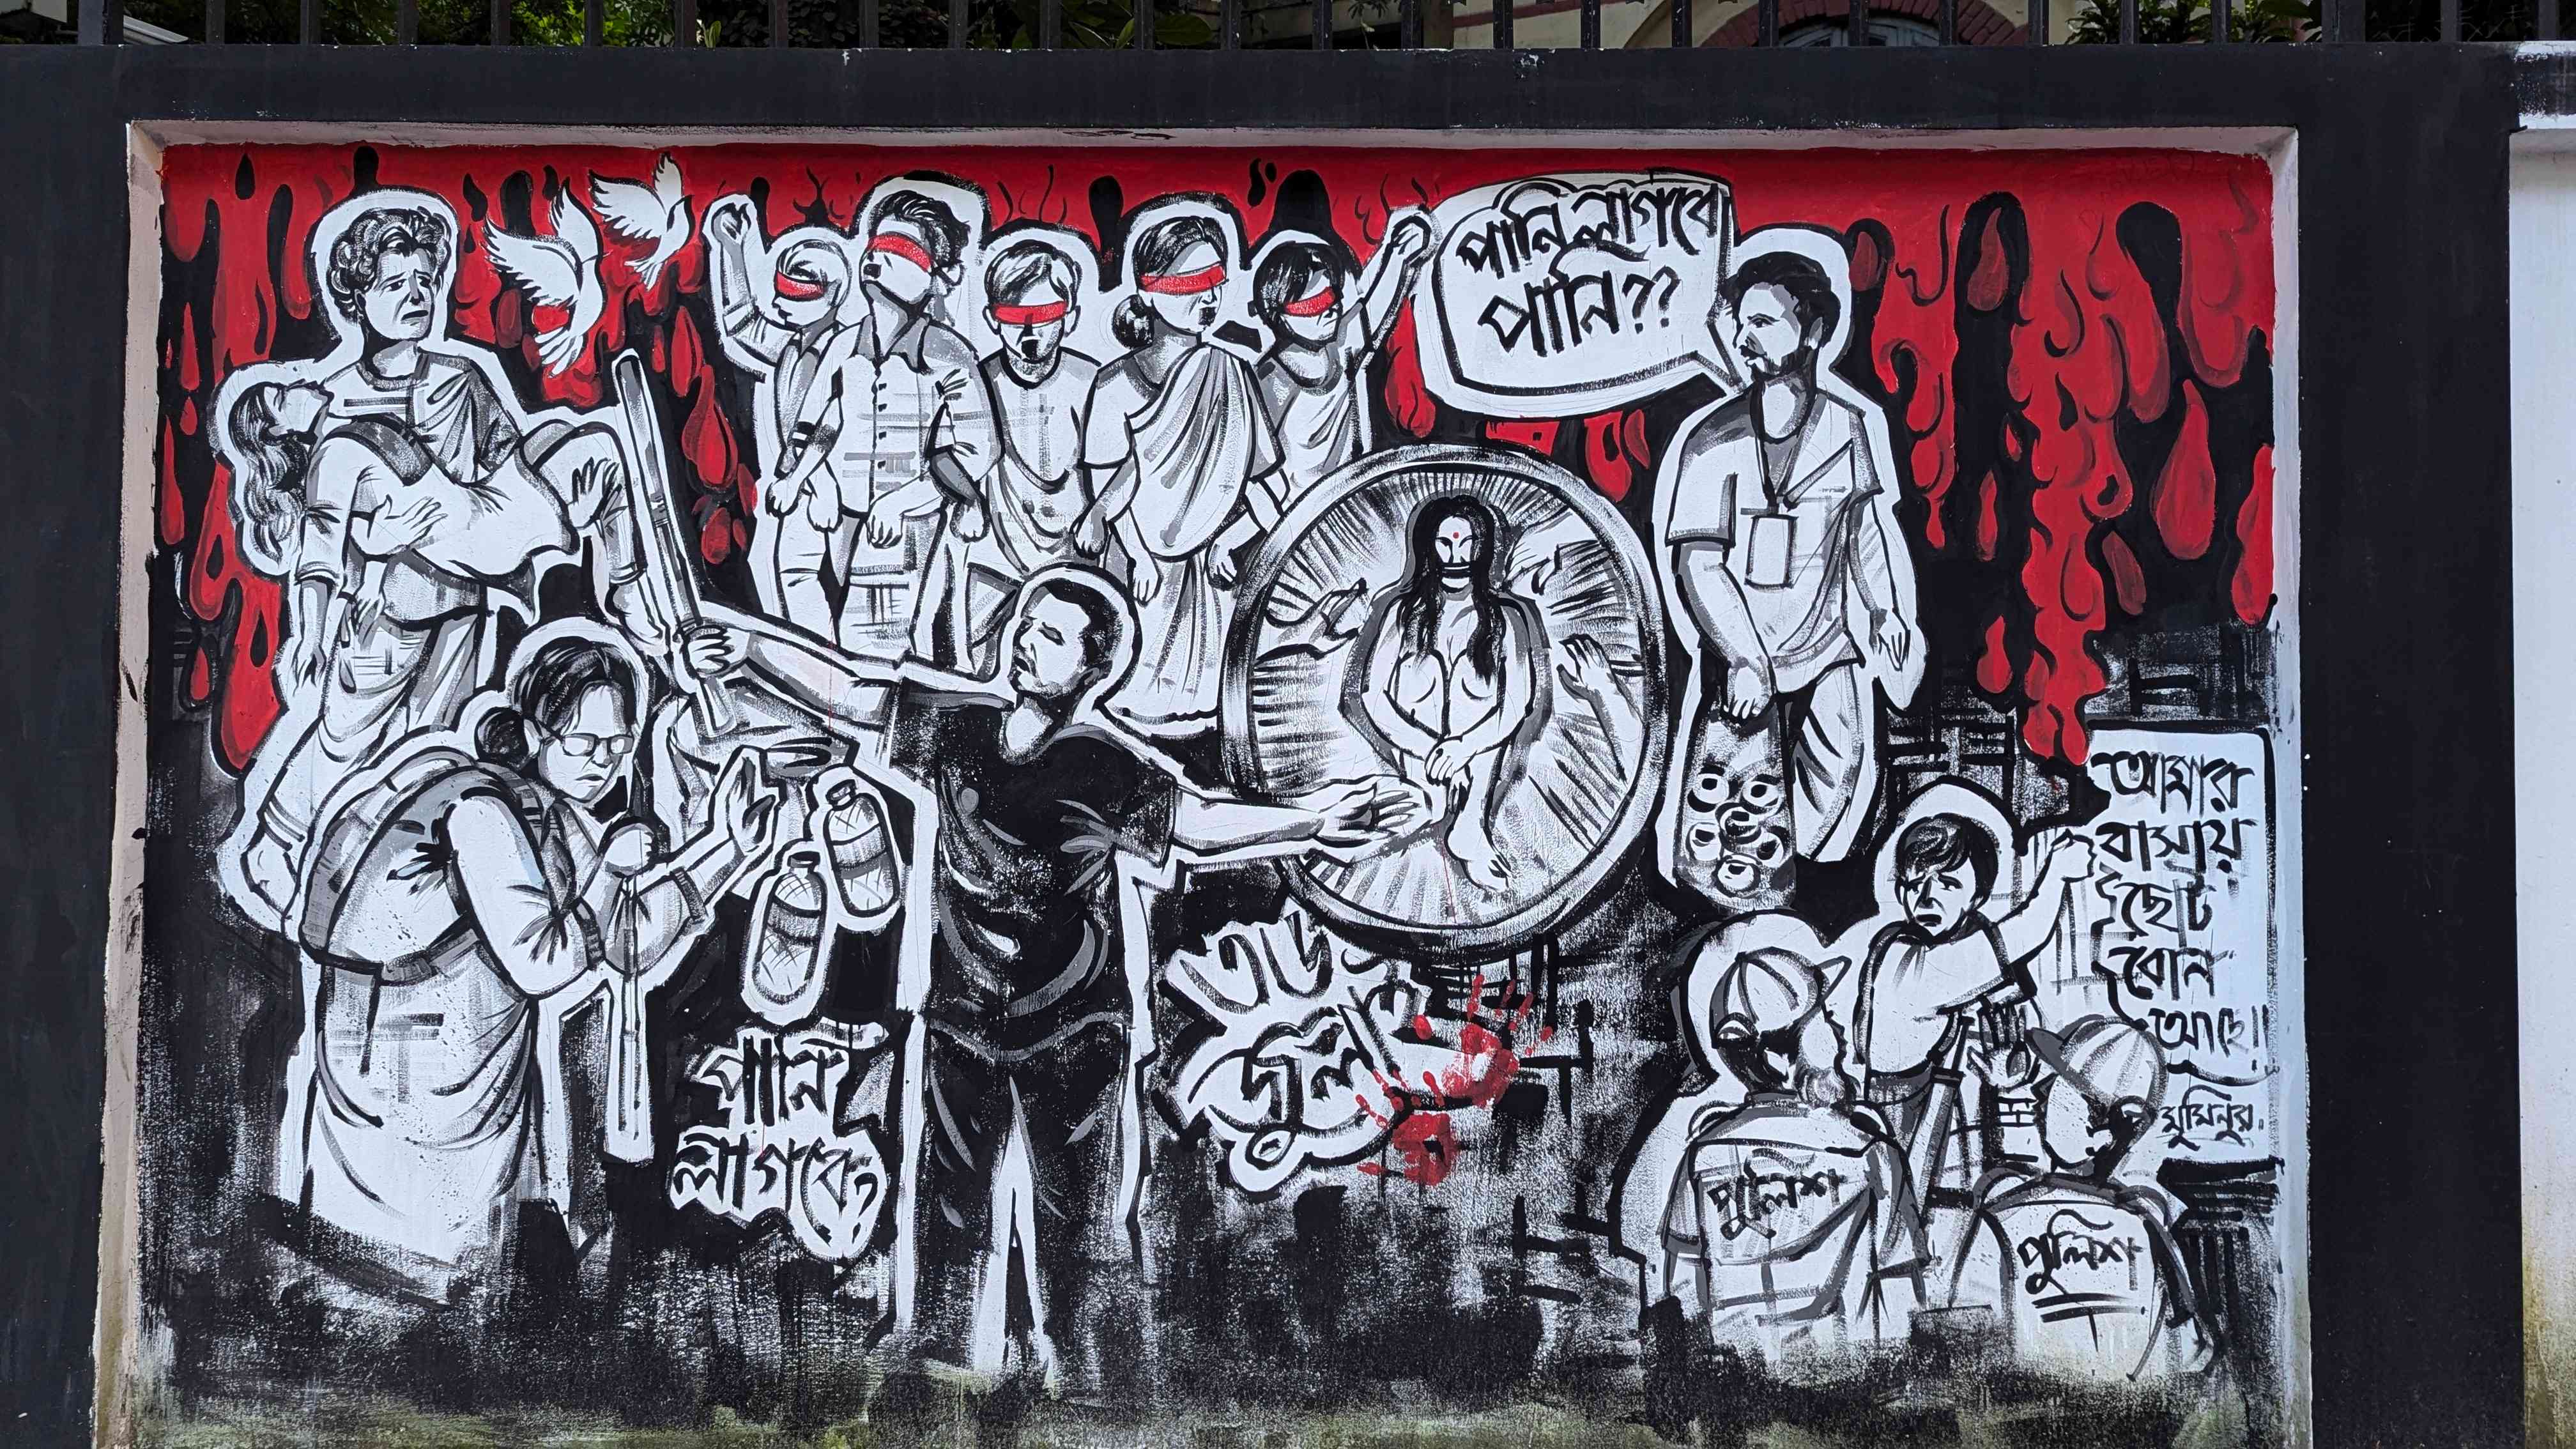 পানি লাগবে
পানি??
পানি
লাগবে?
আমার
বাসায়
ছোট
বোন
আছে!!
মুমিনুর.
পুলিশ
পুলিশ